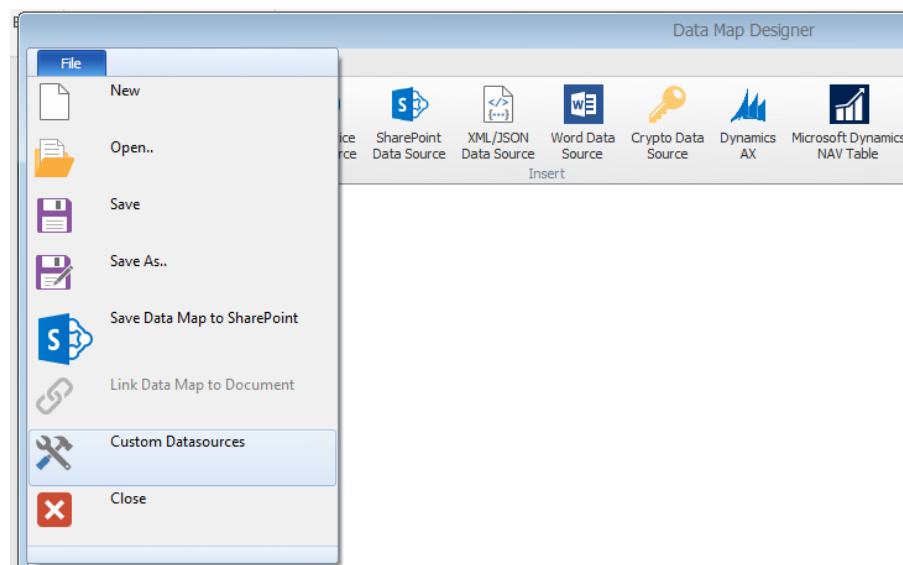 Data Map Designer
File
New
Open..
Save
Save As..
Save Data Map to SharePoint
Link Data Map to Document
Custom Datasources
Close
SharePoint
Data Source
XML/JSON
Data Source
Word Data
Source
Crypto Data
Source
Dynamics
AX
Microsoft Dynamics
NAV Table
Insert